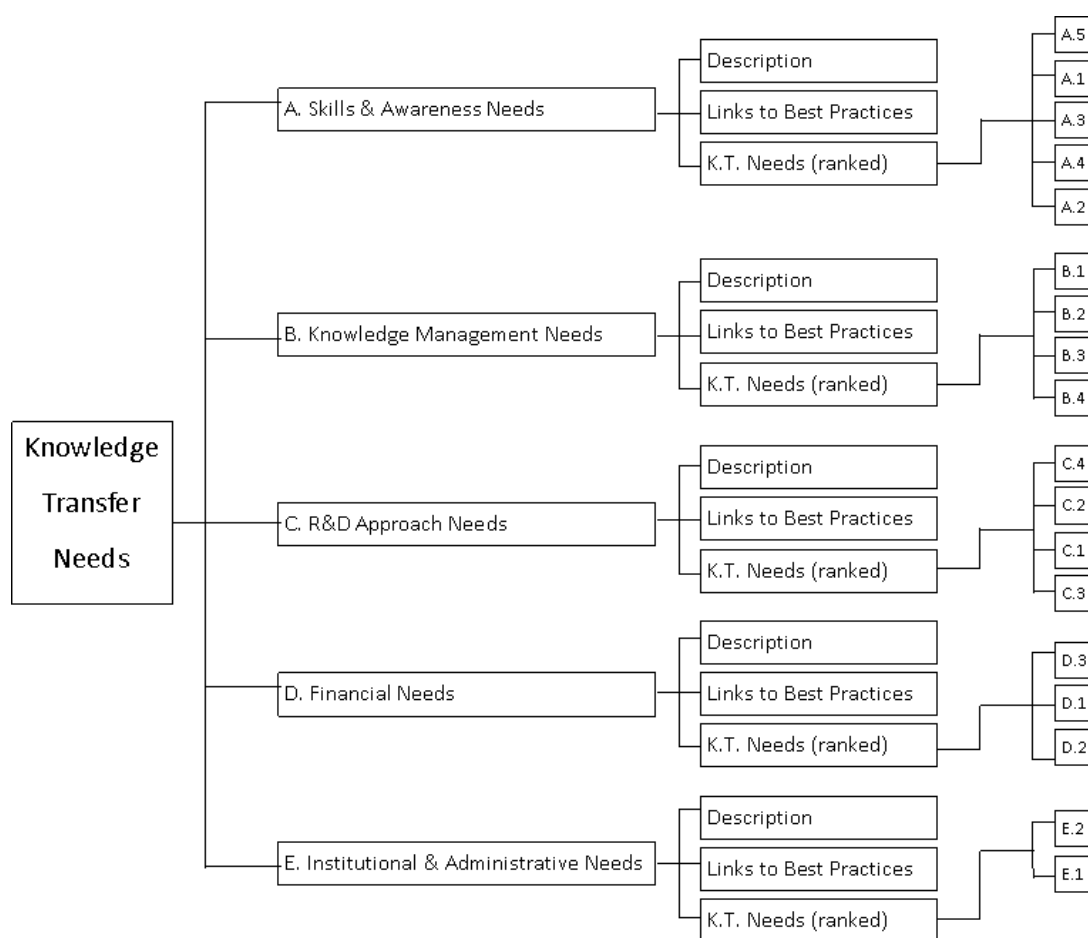 Knowledge
Transfer
Needs
A. Skills & Awareness Needs
Description
Links to Best Practices
K.T. Needs (ranked)
A.5
A.1
A.3
A.4
A.2
B. Knowledge Management Needs
Description
Links to Best Practices
K.T. Needs (ranked)
B.1
B.2
B.3
B.4
C. R&D Approach Needs
Description
Links to Best Practices
K.T. Needs (ranked)
C.4
C.2
C.1
C.3
D. Financial Needs
Description
Links to Best Practices
K.T. Needs (ranked)
D.3
D.1
D.2
E. Institutional & Administrative Needs
Description
Links to Best Practices
K.T. Needs (ranked)
E.2
E.1